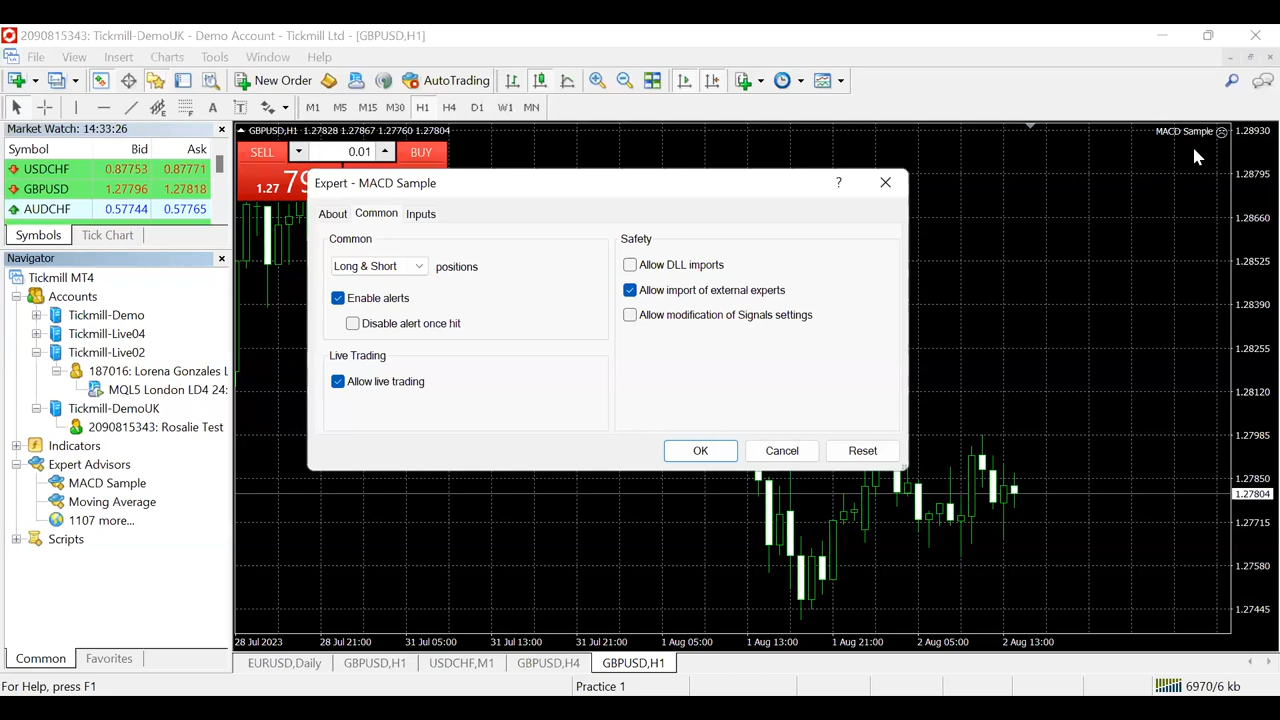 2090815343: Tickmill-DemoUK - Demo Account - Tickmill Ltd - [GBPUSD,H1]
File View Insert Charts Tools Window Help
New Order AutoTrading
A T M1 M5 M15 M30 H1 H4 D1 W1 MN
Market Watch: 14:33:26
Symbol Bid Ask
USDCHF 0.87753 0.87771
GBPUSD 1.27796 1.27818
AUDCHF 0.57744 0.57765
Symbols Tick Chart
Navigator
Tickmill MT4
Accounts
Tickmill-Demo
Tickmill-Live04
Tickmill-Live02
187016: Lorena Gonzales L
MQL5 London LD4 24:
Tickmill-DemoUK
2090815343: Rosalie Test
Indicators
Expert Advisors
MACD Sample
Moving Average
1107 more...
Scripts
Common Favorites
GBPUSD,H1 1.27828 1.27867 1.27760 1.27804
MACD Sample
SELL 0.01 BUY
1.27 79
Expert - MACD Sample
?
About Common Inputs
Common
Long & Short positions
Enable alerts
Disable alert once hit
Live Trading
Allow live trading
Safety
Allow DLL imports
Allow import of external experts
Allow modification of Signals settings
OK Cancel Reset
1.28930
1.28795
1.28660
1.28525
1.28390
1.28255
1.28120
1.27985
1.27850
1.27804
1.27715
1.27580
1.27445
28 Jul 2023 28 Jul 21:00 31 Jul 05:00 31 Jul 13:00 31 Jul 21:00 1 Aug 05:00 1 Aug 13:00 1 Aug 21:00 2 Aug 05:00 2 Aug 13:00
EURUSD,Daily GBPUSD,H1 USDCHF,M1 GBPUSD,H4 GBPUSD,H1
For Help, press F1 Practice 1 6970/6 kb